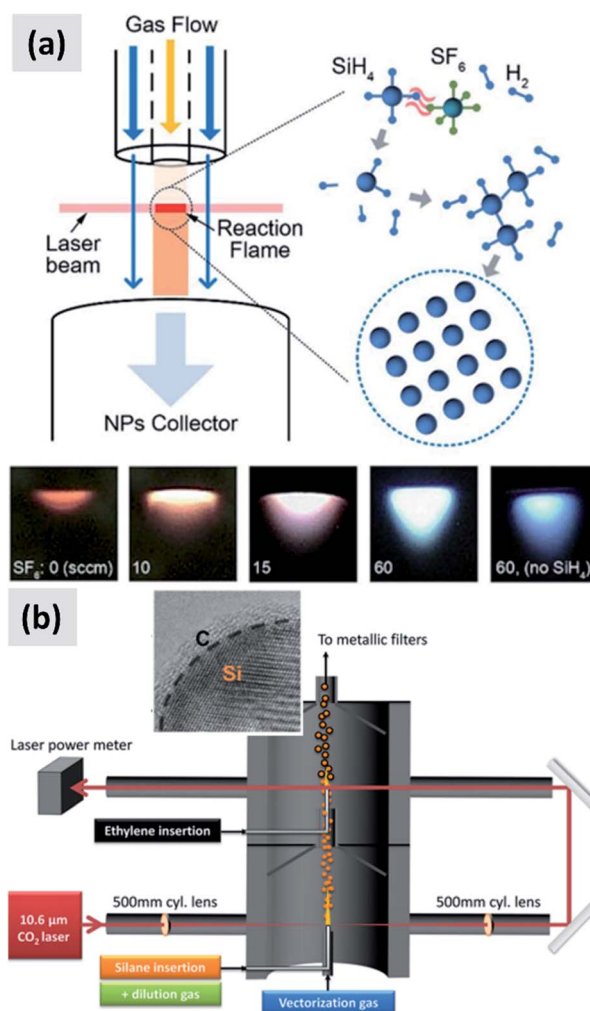 (a)
Gas Flow
SiH₄
SF₆
H₂
Laser
beam
Reaction
Flame
NPs Collector
SF₆: 0 (sccm)
10
15
60
60, (no SiH₄)
(b)
C
Si
To metallic filters
Laser power meter
Ethylene insertion
500mm cyl. lens
500mm cyl. lens
10.6 µm
CO₂ laser
Silane insertion
+ dilution gas
Vectorization gas